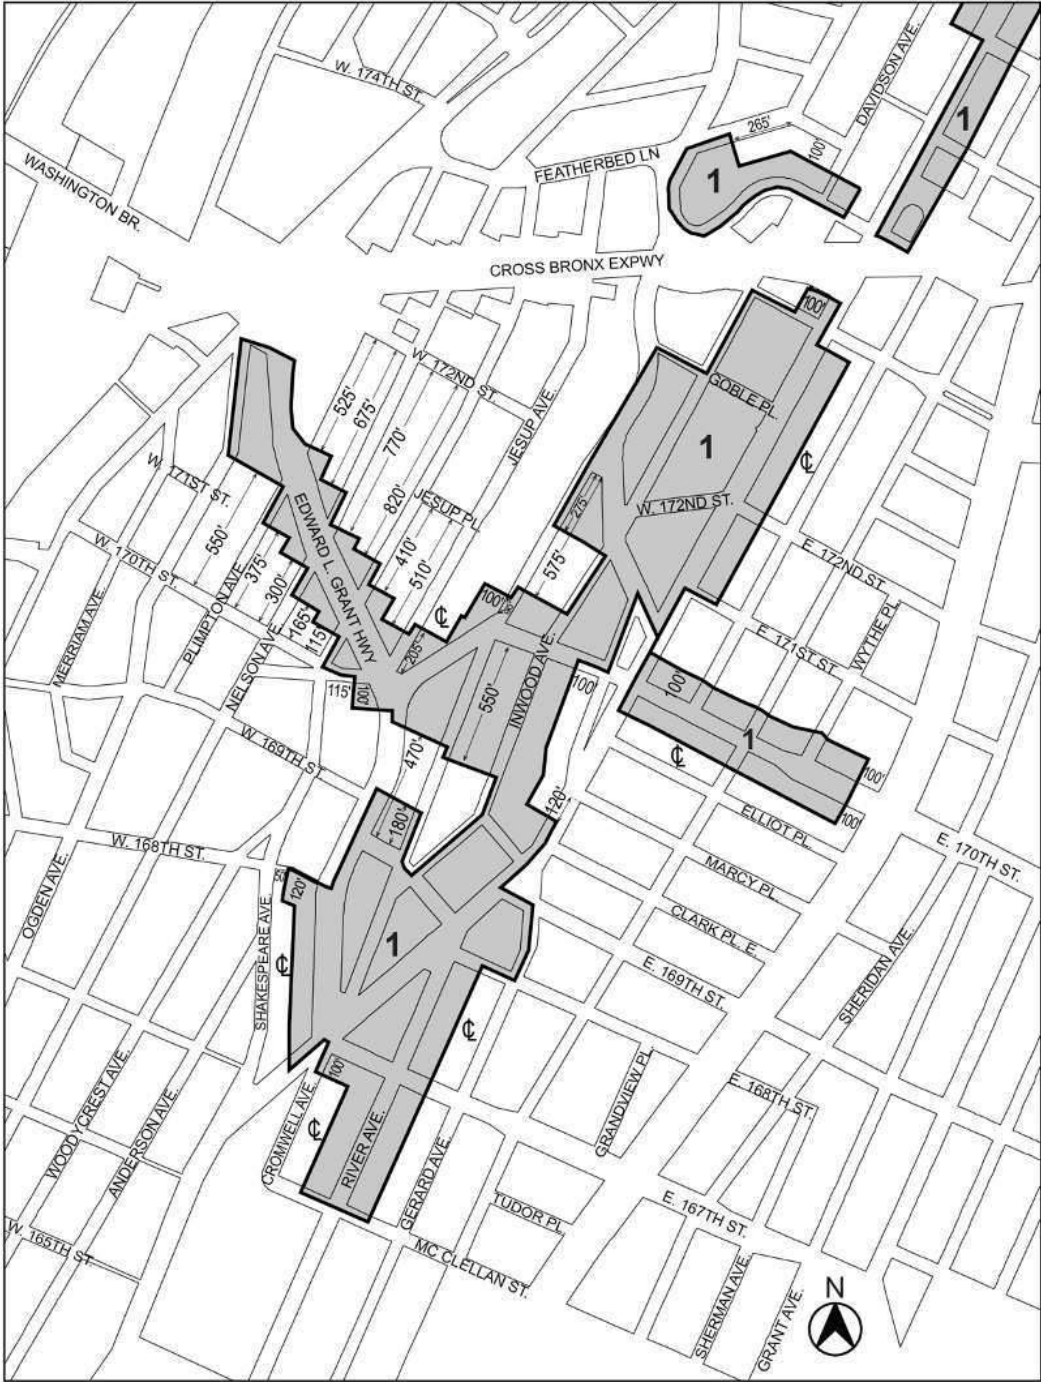 W. 174TH ST.
DAVIDSON AVE.
1
265'
100'
WASHINGTON BR.
FEATHERBED LN
1
CROSS BRONX EXPWY
100'
W. 172ND ST.
525'
675'
770'
820'
GOBLE PL.
JESUP AVE.
1
℄
W. 171ST ST.
JESUP PL.
275'
W. 172ND ST.
EDWARD L. GRANT HWY
550'
W. 170TH ST.
375'
300'
165'
115'
410'
510'
575'
E. 172ND ST.
MERRIAM AVE.
PLIMPTON AVE.
NELSON AVE.
℄
100'
205'
WYTHE PL.
E. 171ST ST.
115'
100'
550'
INWOOD AVE.
100'
100'
1
W. 169TH ST.
470'
℄
100'
120'
100'
180'
ELLIOT PL.
W. 168TH ST.
E. 170TH ST.
MARCY PL.
120'
OGDEN AVE.
SHAKESPEARE AVE.
1
CLARK PL. E.
℄
E. 169TH ST.
SHERIDAN AVE.
℄
WOODYCREST AVE.
ANDERSON AVE.
100'
CROMWELL AVE.
℄
RIVER AVE.
GERARD AVE.
GRANDVIEW PL.
E. 168TH ST.
TUDOR PL.
E. 167TH ST.
W. 165TH ST.
MC CLELLAN ST.
SHERMAN AVE.
GRANT AVE.
N